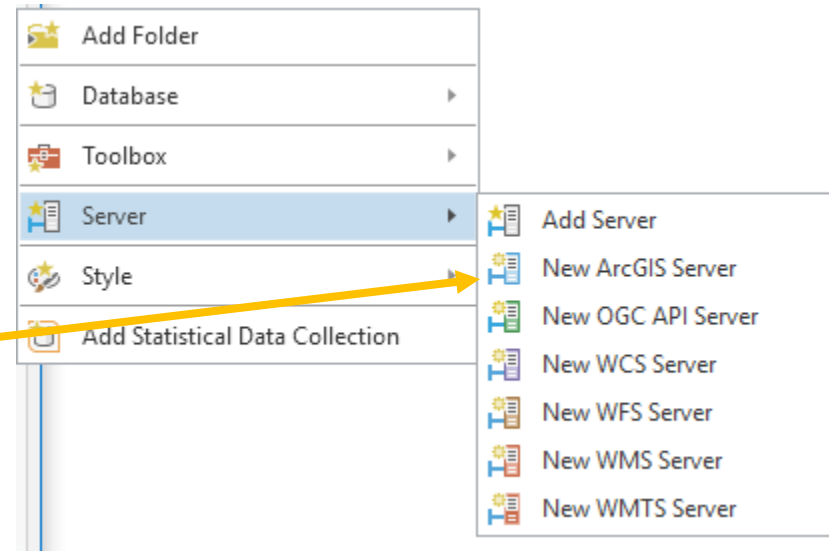 Add Folder
Database
Toolbox
Server
Style
Add Statistical Data Collection
Add Server
New ArcGIS Server
New OGC API Server
New WCS Server
New WFS Server
New WMS Server
New WMTS Server